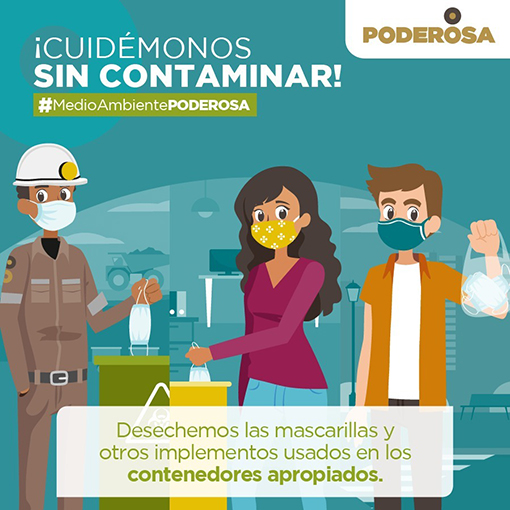 ¡CUIDÉMONOS
SIN CONTAMINAR!
#MedioAmbientePODEROSA
PODEROSA
Desechemos las mascarillas y
otros implementos usados en los
contenedores apropiados.